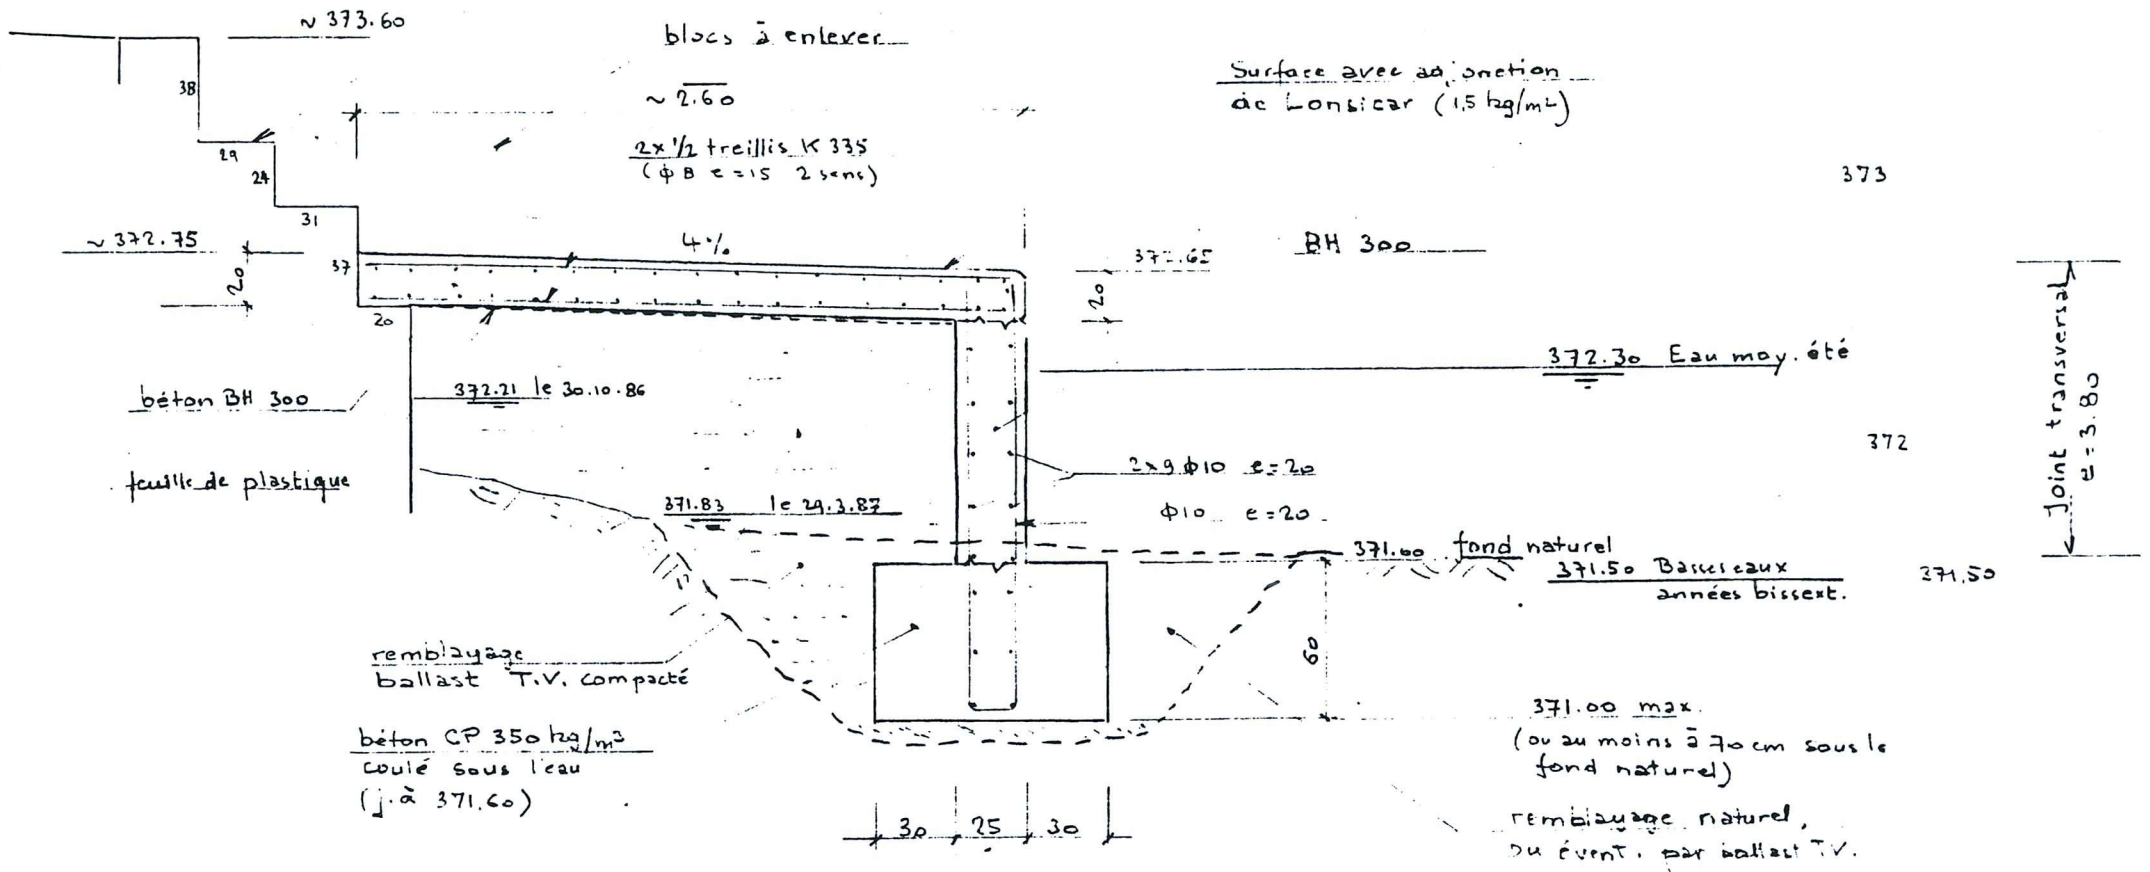 ~ 373.60
blocs à enlever
Surface avec adjonction
de Consicar (1,5 kg/m2)
~ 2.60
38
2x 1/2 treillis K 335
(ϕ 8 e = 15 2 sens)
29
24
373
31
~ 372.75
4 %
BH 300
37
372.65
20
20
20
372.30 Eau moy. été
béton BH 300
372.21 le 30.10.86
Joint transversal
e = 3.80
372
2x9 ϕ10 e=20
feuille de plastique
371.83 le 29.3.87
ϕ10 e=20
371.60 fond naturel
371.50 Basses eaux
années bissext.
371,50
60
remblayage
ballast T.V. compacté
371.00 max.
(ou au moins à 70 cm sous le
fond naturel)
béton CP 350 kg/m3
coulé sous l'eau
(j. à 371.60)
30 25 30
remblayage naturel,
ou évent. par ballast T.V.